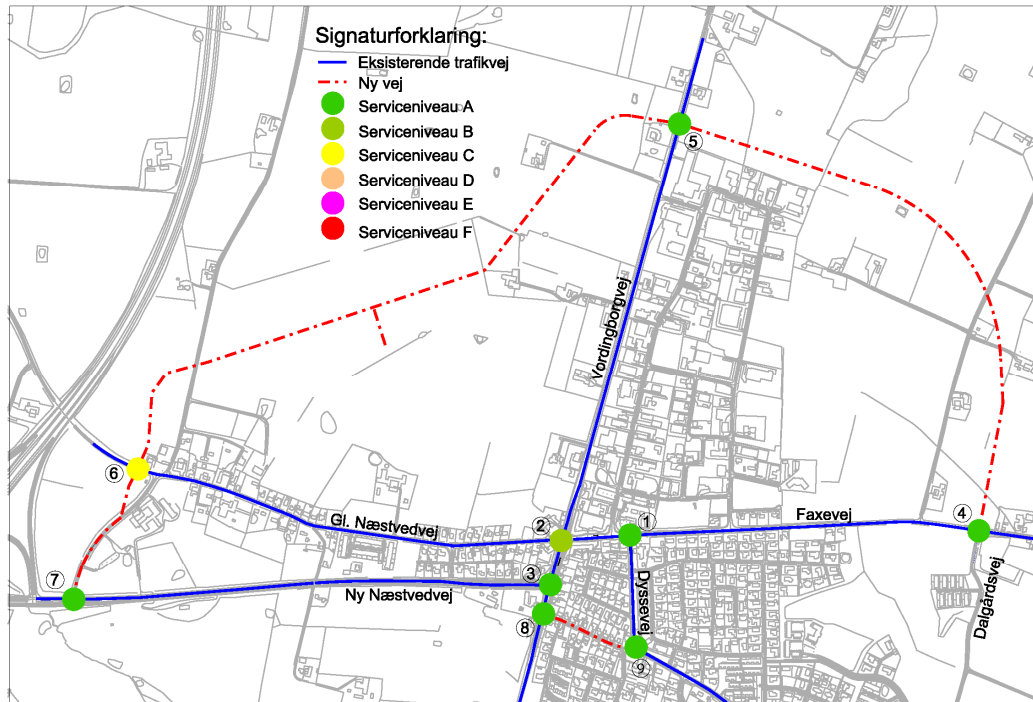 Signaturforklaring:
Eksisterende trafikvej
Ny vej
Serviceniveau A
Serviceniveau B
Serviceniveau C
Serviceniveau D
Serviceniveau E
Serviceniveau F
5
Vordingborgvej
6
Gl. Næstvedvej
2
1
Faxevej
4
7
Ny Næstvedvej
3
8
Dyssevej
9
Dalgårdsvej